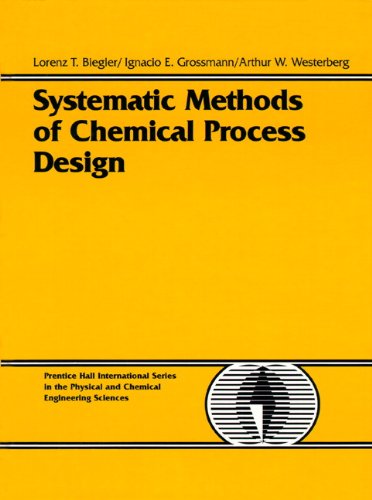 Lorenz T. Biegler/Ignacio E. Grossmann/Arthur W. Westerberg
Systematic Methods
of Chemical Process
Design
Prentice Hall International Series
in the Physical and Chemical
Engineering Sciences